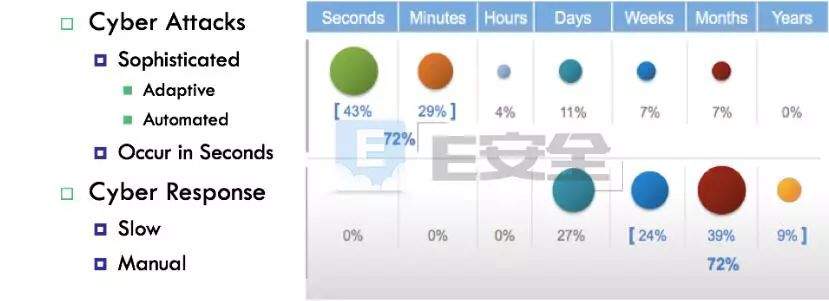 Cyber Attacks
Sophisticated
Adaptive
Automated
Occur in Seconds
Cyber Response
Slow
Manual
Seconds Minutes Hours Days Weeks Months Years
[ 43% 29% ] 4% 11% 7% 7% 0%
72%
E安全
0% 0% 0% 27% [ 24% 39% 9% ]
72%